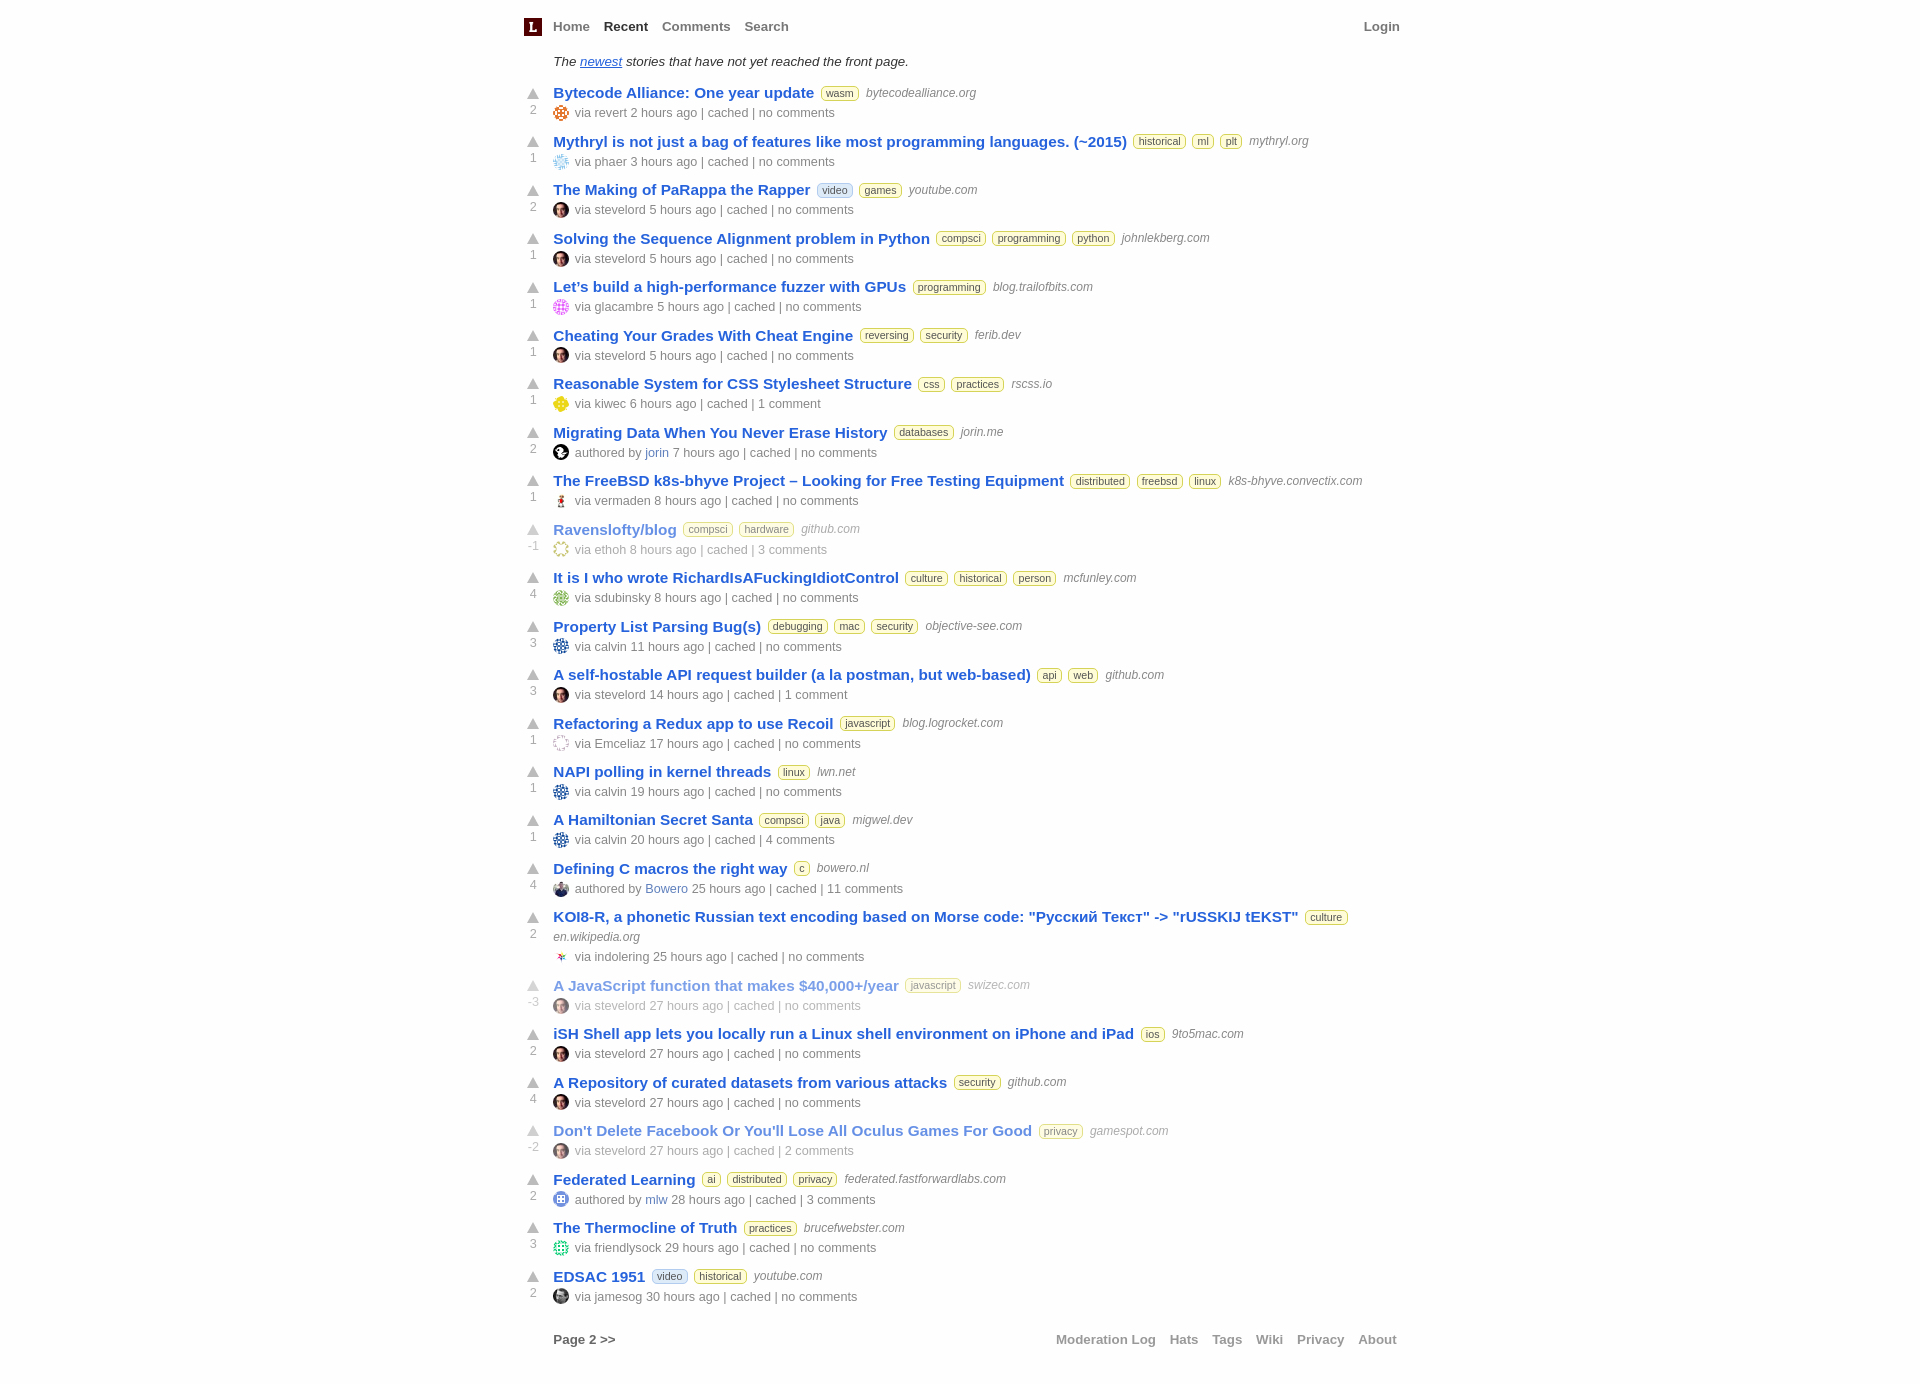 L Home Recent Comments Search Login
The newest stories that have not yet reached the front page.
Bytecode Alliance: One year update wasm bytecodealliance.org
2 via revert 2 hours ago | cached | no comments
Mythryl is not just a bag of features like most programming languages. (~2015) historical ml plt mythryl.org
1 via phaer 3 hours ago | cached | no comments
The Making of PaRappa the Rapper video games youtube.com
2 via stevelord 5 hours ago | cached | no comments
Solving the Sequence Alignment problem in Python compsci programming python johnlekberg.com
1 via stevelord 5 hours ago | cached | no comments
Let’s build a high-performance fuzzer with GPUs programming blog.trailofbits.com
1 via glacambre 5 hours ago | cached | no comments
Cheating Your Grades With Cheat Engine reversing security ferib.dev
1 via stevelord 5 hours ago | cached | no comments
Reasonable System for CSS Stylesheet Structure css practices rscss.io
1 via kiwec 6 hours ago | cached | 1 comment
Migrating Data When You Never Erase History databases jorin.me
2 authored by jorin 7 hours ago | cached | no comments
The FreeBSD k8s-bhyve Project – Looking for Free Testing Equipment distributed freebsd linux k8s-bhyve.convectix.com
1 via vermaden 8 hours ago | cached | no comments
Ravenslofty/blog compsci hardware github.com
-1 via ethoh 8 hours ago | cached | 3 comments
It is I who wrote RichardIsAFuckingIdiotControl culture historical person mcfunley.com
4 via sdubinsky 8 hours ago | cached | no comments
Property List Parsing Bug(s) debugging mac security objective-see.com
3 via calvin 11 hours ago | cached | no comments
A self-hostable API request builder (a la postman, but web-based) api web github.com
3 via stevelord 14 hours ago | cached | 1 comment
Refactoring a Redux app to use Recoil javascript blog.logrocket.com
1 via Emceliaz 17 hours ago | cached | no comments
NAPI polling in kernel threads linux lwn.net
1 via calvin 19 hours ago | cached | no comments
A Hamiltonian Secret Santa compsci java migwel.dev
1 via calvin 20 hours ago | cached | 4 comments
Defining C macros the right way c bowero.nl
4 authored by Bowero 25 hours ago | cached | 11 comments
KOI8-R, a phonetic Russian text encoding based on Morse code: "Русский Текст" -> "rUSSKIJ tEKST" culture
2 en.wikipedia.org
via indolering 25 hours ago | cached | no comments
A JavaScript function that makes $40,000+/year javascript swizec.com
-3 via stevelord 27 hours ago | cached | no comments
iSH Shell app lets you locally run a Linux shell environment on iPhone and iPad ios 9to5mac.com
2 via stevelord 27 hours ago | cached | no comments
A Repository of curated datasets from various attacks security github.com
4 via stevelord 27 hours ago | cached | no comments
Don't Delete Facebook Or You'll Lose All Oculus Games For Good privacy gamespot.com
-2 via stevelord 27 hours ago | cached | 2 comments
Federated Learning ai distributed privacy federated.fastforwardlabs.com
2 authored by mlw 28 hours ago | cached | 3 comments
The Thermocline of Truth practices brucefwebster.com
3 via friendlysock 29 hours ago | cached | no comments
EDSAC 1951 video historical youtube.com
2 via jamesog 30 hours ago | cached | no comments
Page 2 >> Moderation Log Hats Tags Wiki Privacy About